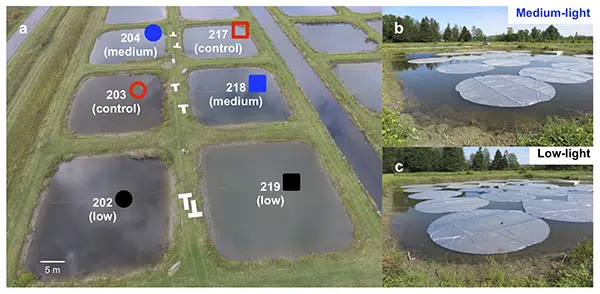 a
204
(medium)
217
(control)
203
(control)
218
(medium)
202
(low)
219
(low)
5 m
Medium-light
b
Low-light
c